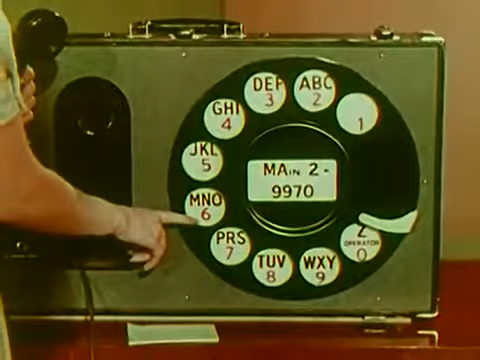 ABC
2
DEF
3
GHI
4
JKL
5
MNO
6
PRS
7
TUV
8
WXY
9
Z
OPERATOR
0
1
MAIN 2-
9970